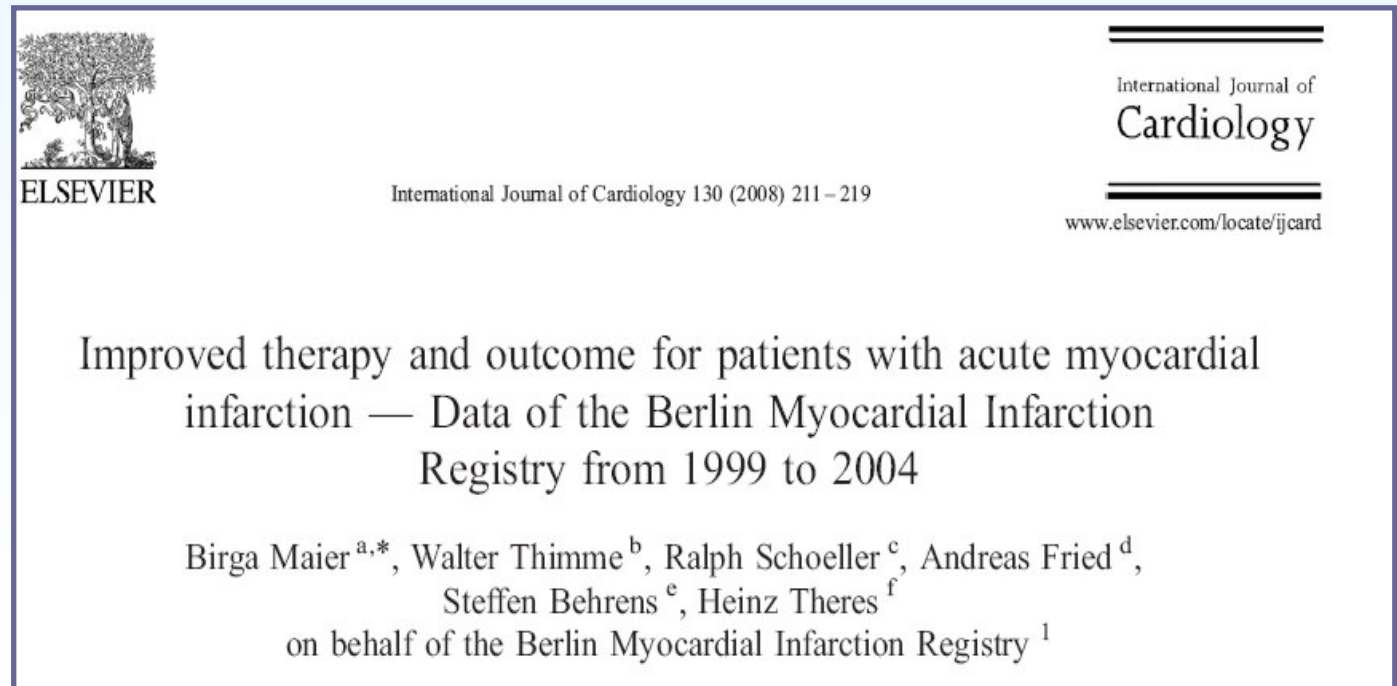 International Journal of
Cardiology
ELSEVIER
International Journal of Cardiology 130 (2008) 211–219
www.elsevier.com/locate/ijcard
Improved therapy and outcome for patients with acute myocardial
infarction — Data of the Berlin Myocardial Infarction
Registry from 1999 to 2004
Birga Maier a,*, Walter Thimme b, Ralph Schoeller c, Andreas Fried d,
Steffen Behrens e, Heinz Theres f
on behalf of the Berlin Myocardial Infarction Registry 1